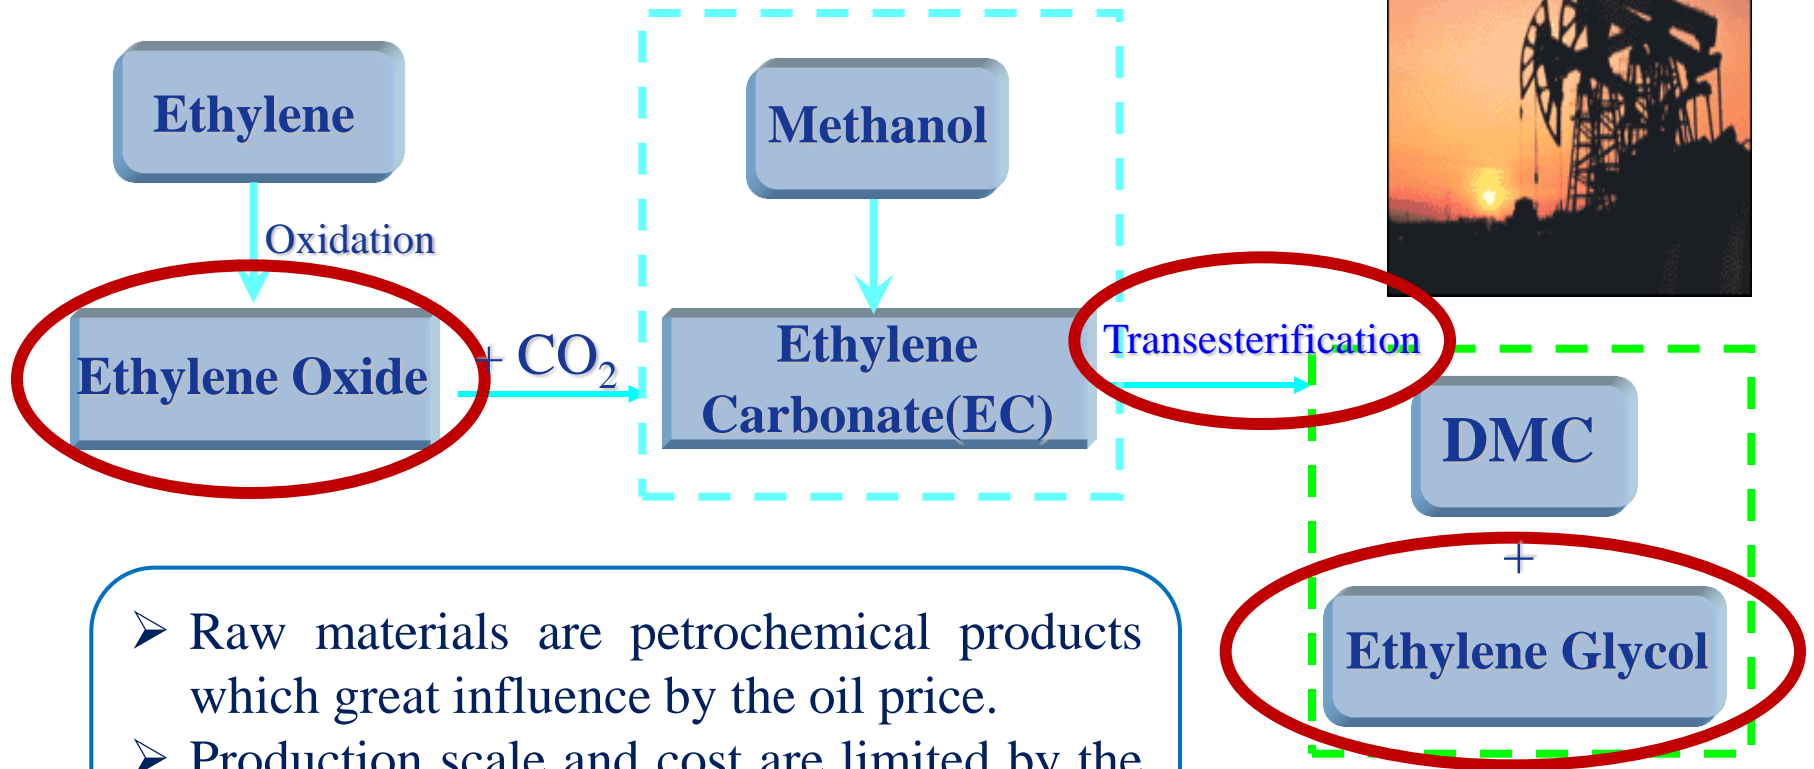 Ethylene
Methanol
Oxidation
Ethylene Oxide
+ CO₂
Ethylene
Carbonate(EC)
Transesterification
DMC
+
Ethylene Glycol
➢ Raw materials are petrochemical products
which great influence by the oil price.
➢ Production scale and cost are limited by the